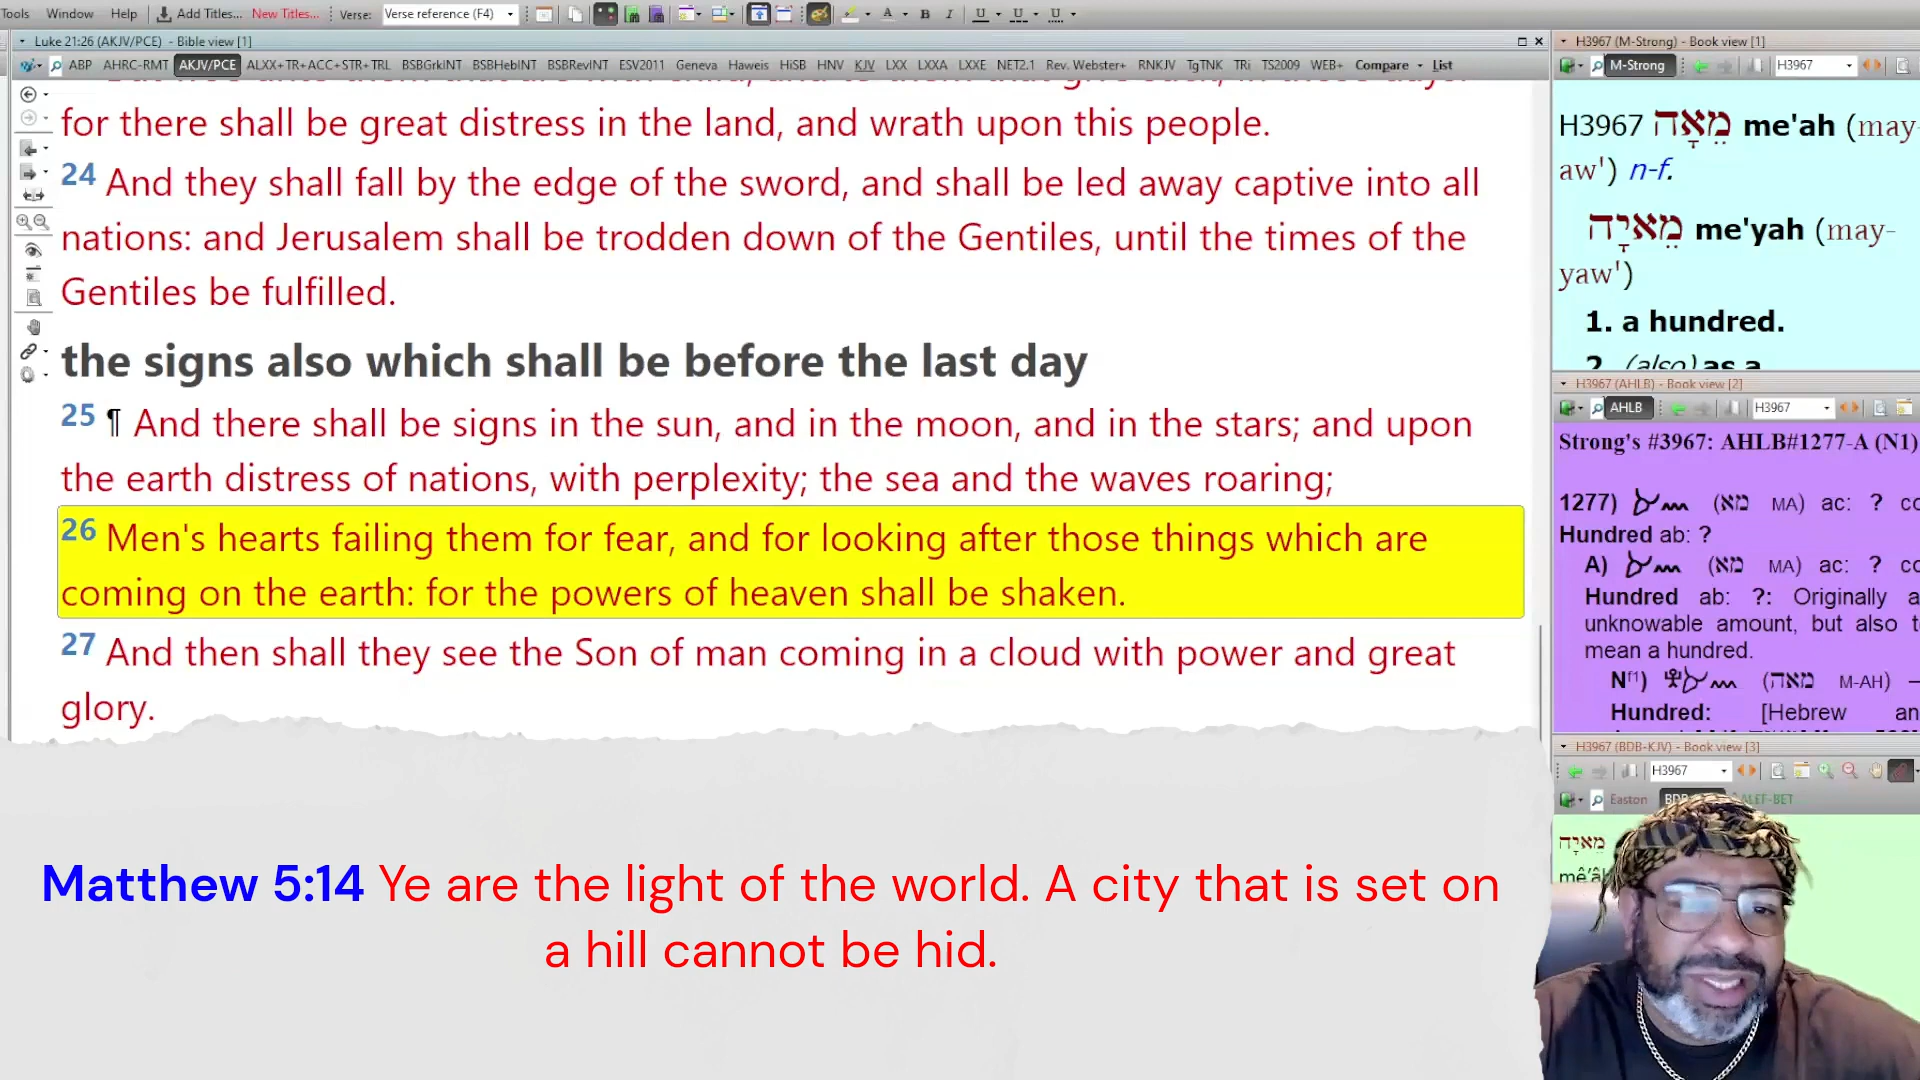 Tools Window Help Add Titles... New Titles... Verse: Verse reference (F4) A B I U U U
Luke 21:26 (AKJV/PCE) - Bible view [1]
ABP AHRC-RMT AKJV/PCE ALXX+TR+ACC+STR+TRL BSBGrkINT BSBHebINT BSBRevINT ESV2011 Geneva Haweis HiSB HNV KJV LXX LXXA LXXE NET2.1 Rev. Webster+ RNKJV TgTNK TRi TS2009 WEB+ Compare List
for there shall be great distress in the land, and wrath upon this people.
24 And they shall fall by the edge of the sword, and shall be led away captive into all
nations: and Jerusalem shall be trodden down of the Gentiles, until the times of the
Gentiles be fulfilled.
the signs also which shall be before the last day
25 ¶ And there shall be signs in the sun, and in the moon, and in the stars; and upon
the earth distress of nations, with perplexity; the sea and the waves roaring;
26 Men's hearts failing them for fear, and for looking after those things which are
coming on the earth: for the powers of heaven shall be shaken.
27 And then shall they see the Son of man coming in a cloud with power and great
glory.
Matthew 5:14 Ye are the light of the world. A city that is set on
a hill cannot be hid.
H3967 (M-Strong) - Book view [1]
M-Strong H3967
H3967 מֵאָה me'ah (may-
aw') n-f.
מֵאיָה me'yah (may-
yaw')
1. a hundred.
2. (also) as a
H3967 (AHLB) - Book view [2]
AHLB H3967
Strong's #3967: AHLB#1277-A (N1)
1277) (מא MA) ac: ? co
Hundred ab: ?
A) (מא MA) ac: ? co
Hundred ab: ?: Originally a
unknowable amount, but also t
mean a hundred.
Nf1) (מאה M-AH) –
Hundred: [Hebrew an
H3967 (BDB-KJV) - Book view [3]
H3967
Easton
מֵאיָה